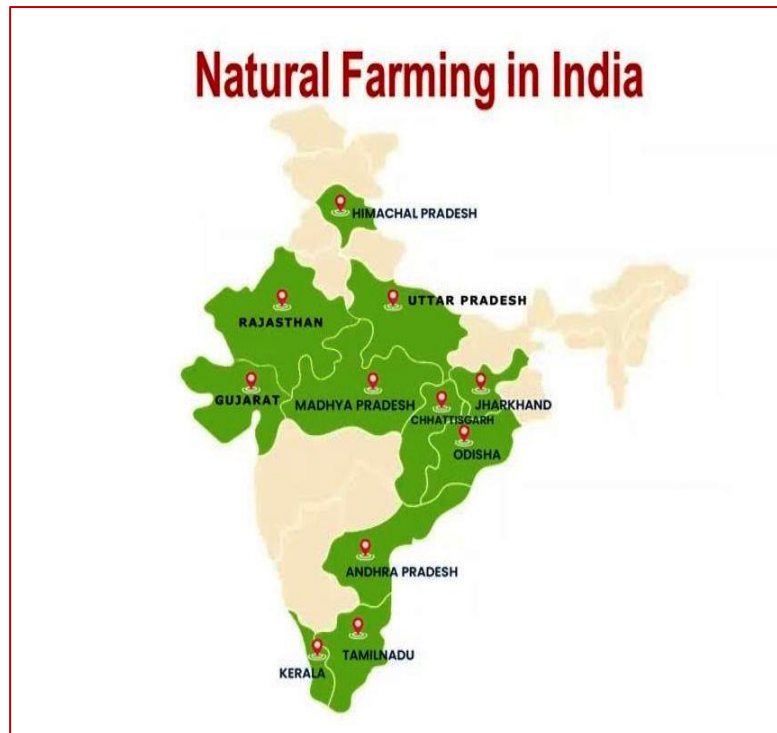 Natural Farming in India
HIMACHAL PRADESH
UTTAR PRADESH
RAJASTHAN
GUJARAT
MADHYA PRADESH
JHARKHAND
CHHATTISGARH
ODISHA
ANDHRA PRADESH
TAMILNADU
KERALA